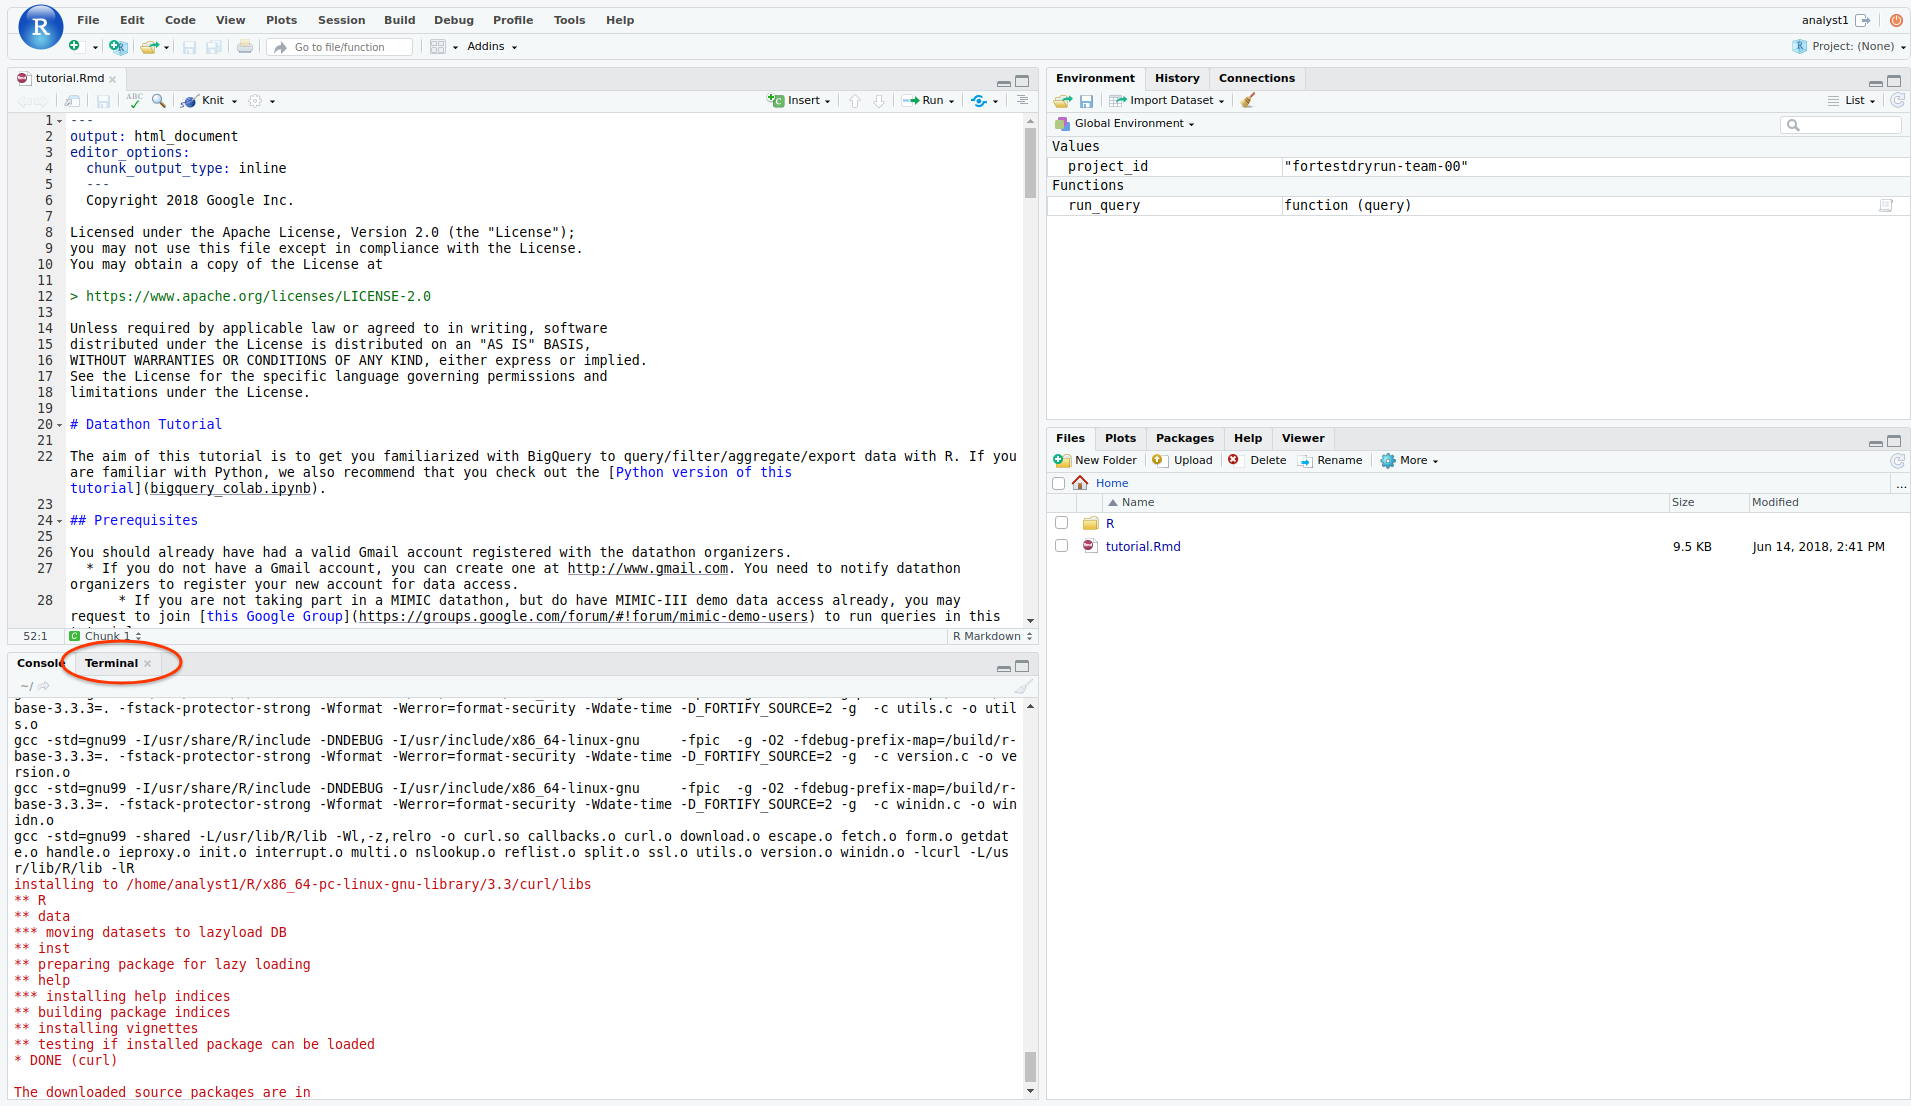 R File Edit Code View Plots Session Build Debug Profile Tools Help analyst1
Go to file/function Addins Project: (None)
tutorial.Rmd
ABC Knit Insert Run
1 ---
2 output: html_document
3 editor_options:
4 chunk_output_type: inline
5 ---
6 Copyright 2018 Google Inc.
7
8 Licensed under the Apache License, Version 2.0 (the "License");
9 you may not use this file except in compliance with the License.
10 You may obtain a copy of the License at
11
12 > https://www.apache.org/licenses/LICENSE-2.0
13
14 Unless required by applicable law or agreed to in writing, software
15 distributed under the License is distributed on an "AS IS" BASIS,
16 WITHOUT WARRANTIES OR CONDITIONS OF ANY KIND, either express or implied.
17 See the License for the specific language governing permissions and
18 limitations under the License.
19
20 # Datathon Tutorial
21
22 The aim of this tutorial is to get you familiarized with BigQuery to query/filter/aggregate/export data with R. If you
are familiar with Python, we also recommend that you check out the [Python version of this
tutorial](bigquery_colab.ipynb).
23
24 ## Prerequisites
25
26 You should already have had a valid Gmail account registered with the datathon organizers.
27 * If you do not have a Gmail account, you can create one at http://www.gmail.com. You need to notify datathon
organizers to register your new account for data access.
28 * If you are not taking part in a MIMIC datathon, but do have MIMIC-III demo data access already, you may
request to join [this Google Group](https://groups.google.com/forum/#!forum/mimic-demo-users) to run queries in this
52:1 C Chunk 1 R Markdown
Console Terminal
~/
base-3.3.3=. -fstack-protector-strong -Wformat -Werror=format-security -Wdate-time -D_FORTIFY_SOURCE=2 -g -c utils.c -o util
s.o
gcc -std=gnu99 -I/usr/share/R/include -DNDEBUG -I/usr/include/x86_64-linux-gnu -fpic -g -O2 -fdebug-prefix-map=/build/r-
base-3.3.3=. -fstack-protector-strong -Wformat -Werror=format-security -Wdate-time -D_FORTIFY_SOURCE=2 -g -c version.c -o ve
rsion.o
gcc -std=gnu99 -I/usr/share/R/include -DNDEBUG -I/usr/include/x86_64-linux-gnu -fpic -g -O2 -fdebug-prefix-map=/build/r-
base-3.3.3=. -fstack-protector-strong -Wformat -Werror=format-security -Wdate-time -D_FORTIFY_SOURCE=2 -g -c winidn.c -o win
idn.o
gcc -std=gnu99 -shared -L/usr/lib/R/lib -Wl,-z,relro -o curl.so callbacks.o curl.o download.o escape.o fetch.o form.o getdat
e.o handle.o ieproxy.o init.o interrupt.o multi.o nslookup.o reflist.o split.o ssl.o utils.o version.o winidn.o -lcurl -L/us
r/lib/R/lib -lR
installing to /home/analyst1/R/x86_64-pc-linux-gnu-library/3.3/curl/libs
** R
** data
*** moving datasets to lazyload DB
** inst
** preparing package for lazy loading
** help
*** installing help indices
** building package indices
** installing vignettes
** testing if installed package can be loaded
* DONE (curl)
The downloaded source packages are in
Environment History Connections
Import Dataset List
Global Environment
Values
project_id "fortestdryrun-team-00"
Functions
run_query function (query)
Files Plots Packages Help Viewer
New Folder Upload Delete Rename More
Home ...
Name Size Modified
R
tutorial.Rmd 9.5 KB Jun 14, 2018, 2:41 PM